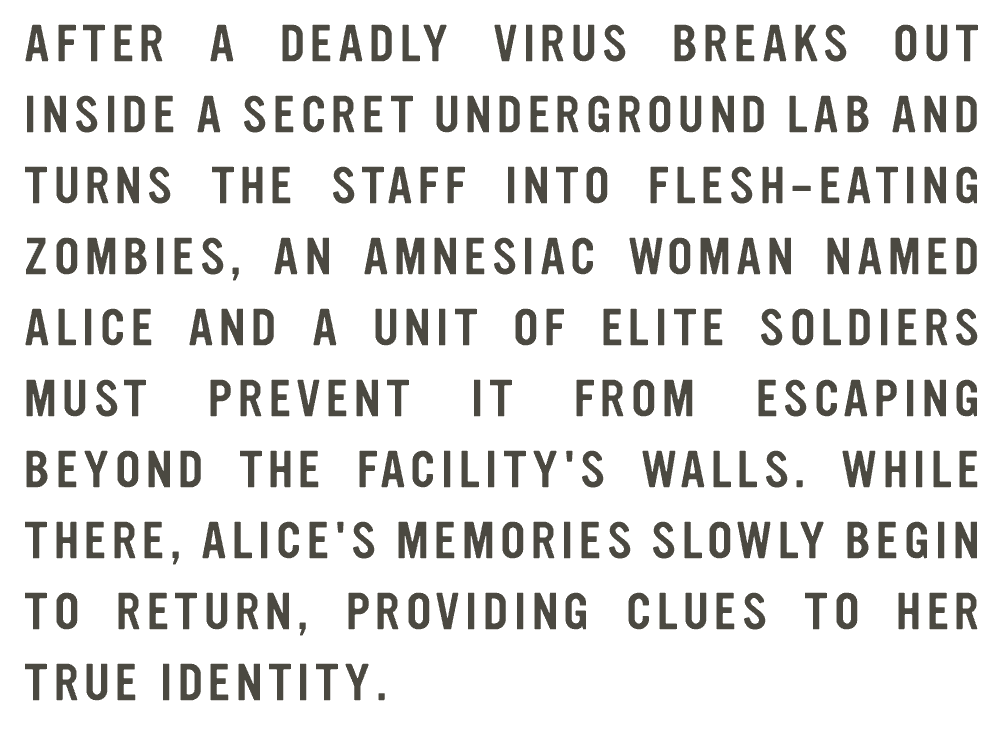 AFTER A DEADLY VIRUS BREAKS OUT
INSIDE A SECRET UNDERGROUND LAB AND
TURNS THE STAFF INTO FLESH-EATING
ZOMBIES, AN AMNESIAC WOMAN NAMED
ALICE AND A UNIT OF ELITE SOLDIERS
MUST PREVENT IT FROM ESCAPING
BEYOND THE FACILITY'S WALLS. WHILE
THERE, ALICE'S MEMORIES SLOWLY BEGIN
TO RETURN, PROVIDING CLUES TO HER
TRUE IDENTITY.